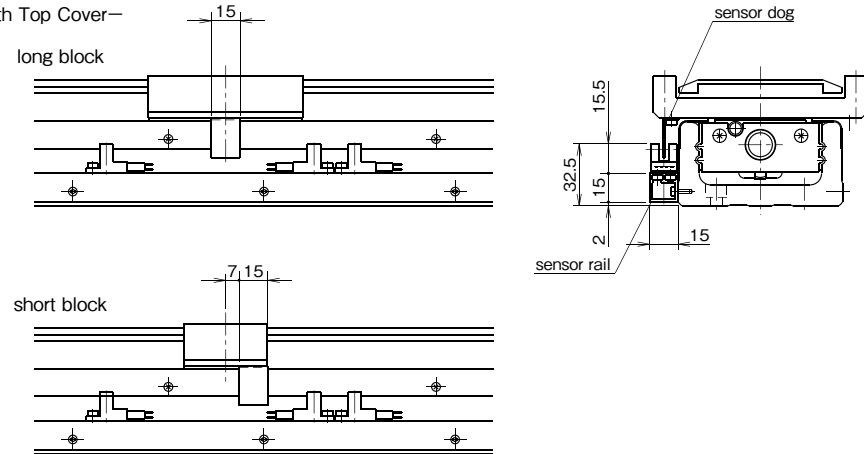 th Top Cover−
15
long block
sensor dog
15.5
32.5
15
2
15
sensor rail
7
15
short block